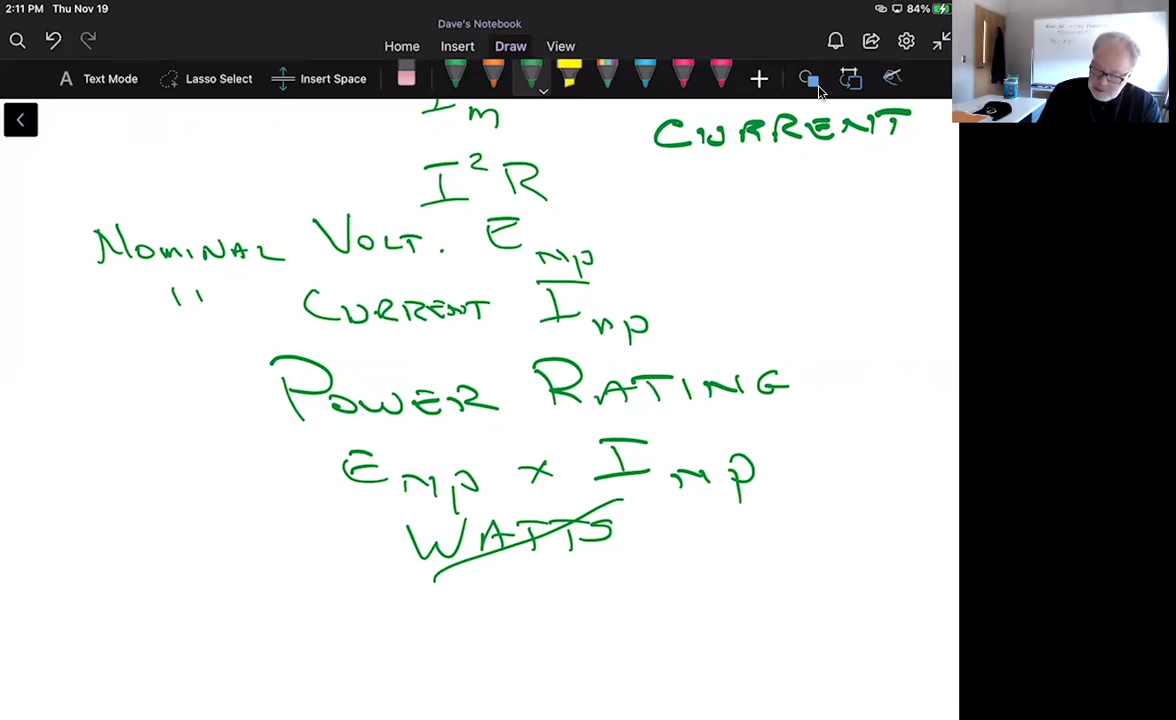 2:11 PM Thu Nov 19
84%
Dave's Notebook
Home Insert Draw View
Text Mode Lasso Select Insert Space
Im
CURRENT
I²R
NOMINAL VOLT. Emp
" CURRENT Imp
POWER RATING
Emp × Imp
WATTS